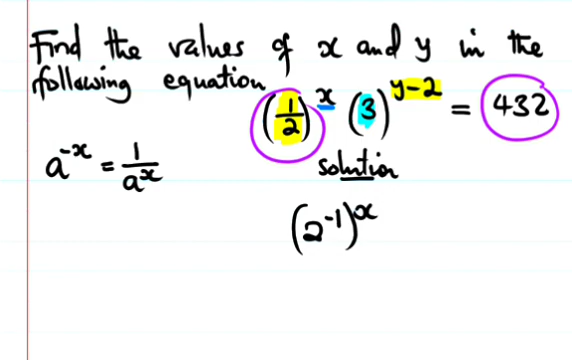 Find the values of x and y in the
following equation
(1/2)^x (3)^(y-2) = 432
a^-x = 1/a^x
solution
(2^-1)^x